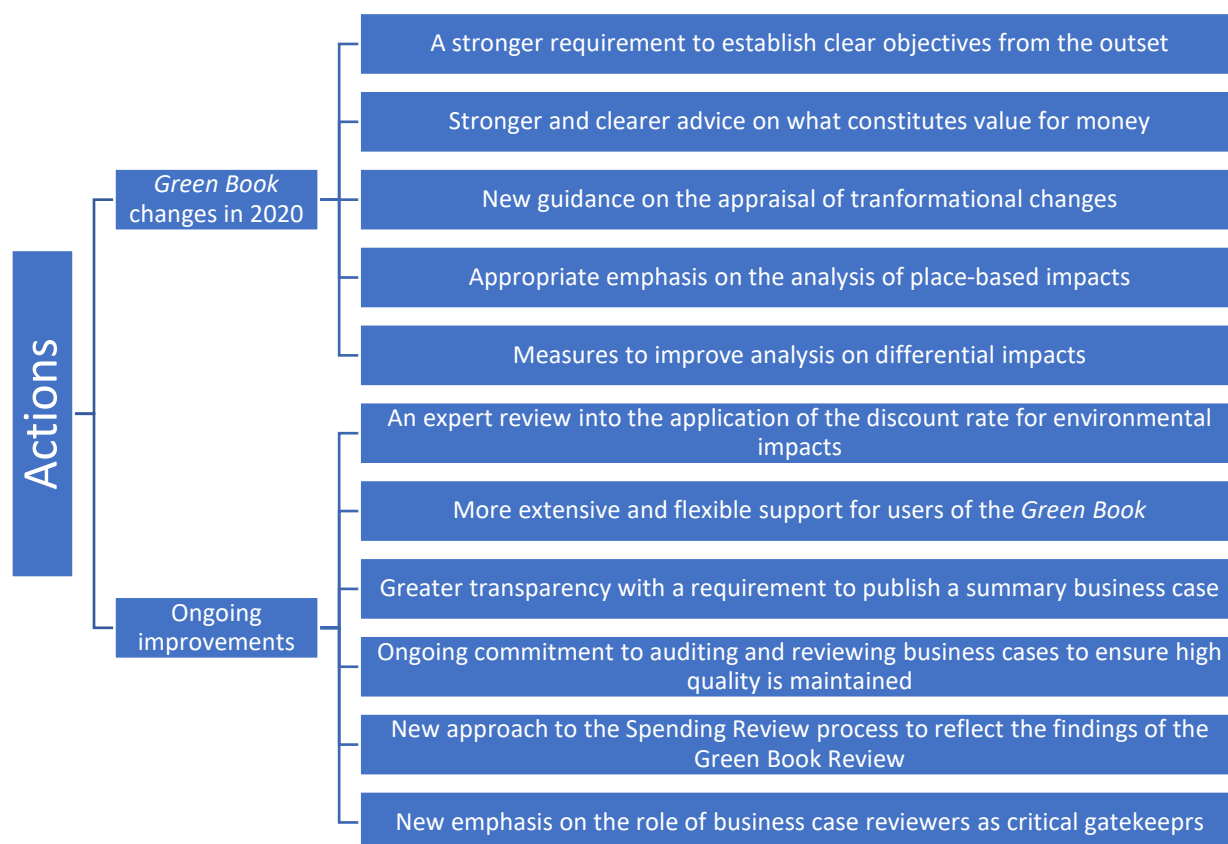 Actions
Green Book
changes in 2020
A stronger requirement to establish clear objectives from the outset
Stronger and clearer advice on what constitutes value for money
New guidance on the appraisal of tranformational changes
Appropriate emphasis on the analysis of place-based impacts
Measures to improve analysis on differential impacts
Ongoing
improvements
An expert review into the application of the discount rate for environmental
impacts
More extensive and flexible support for users of the Green Book
Greater transparency with a requirement to publish a summary business case
Ongoing commitment to auditing and reviewing business cases to ensure high
quality is maintained
New approach to the Spending Review process to reflect the findings of the
Green Book Review
New emphasis on the role of business case reviewers as critical gatekeeprs